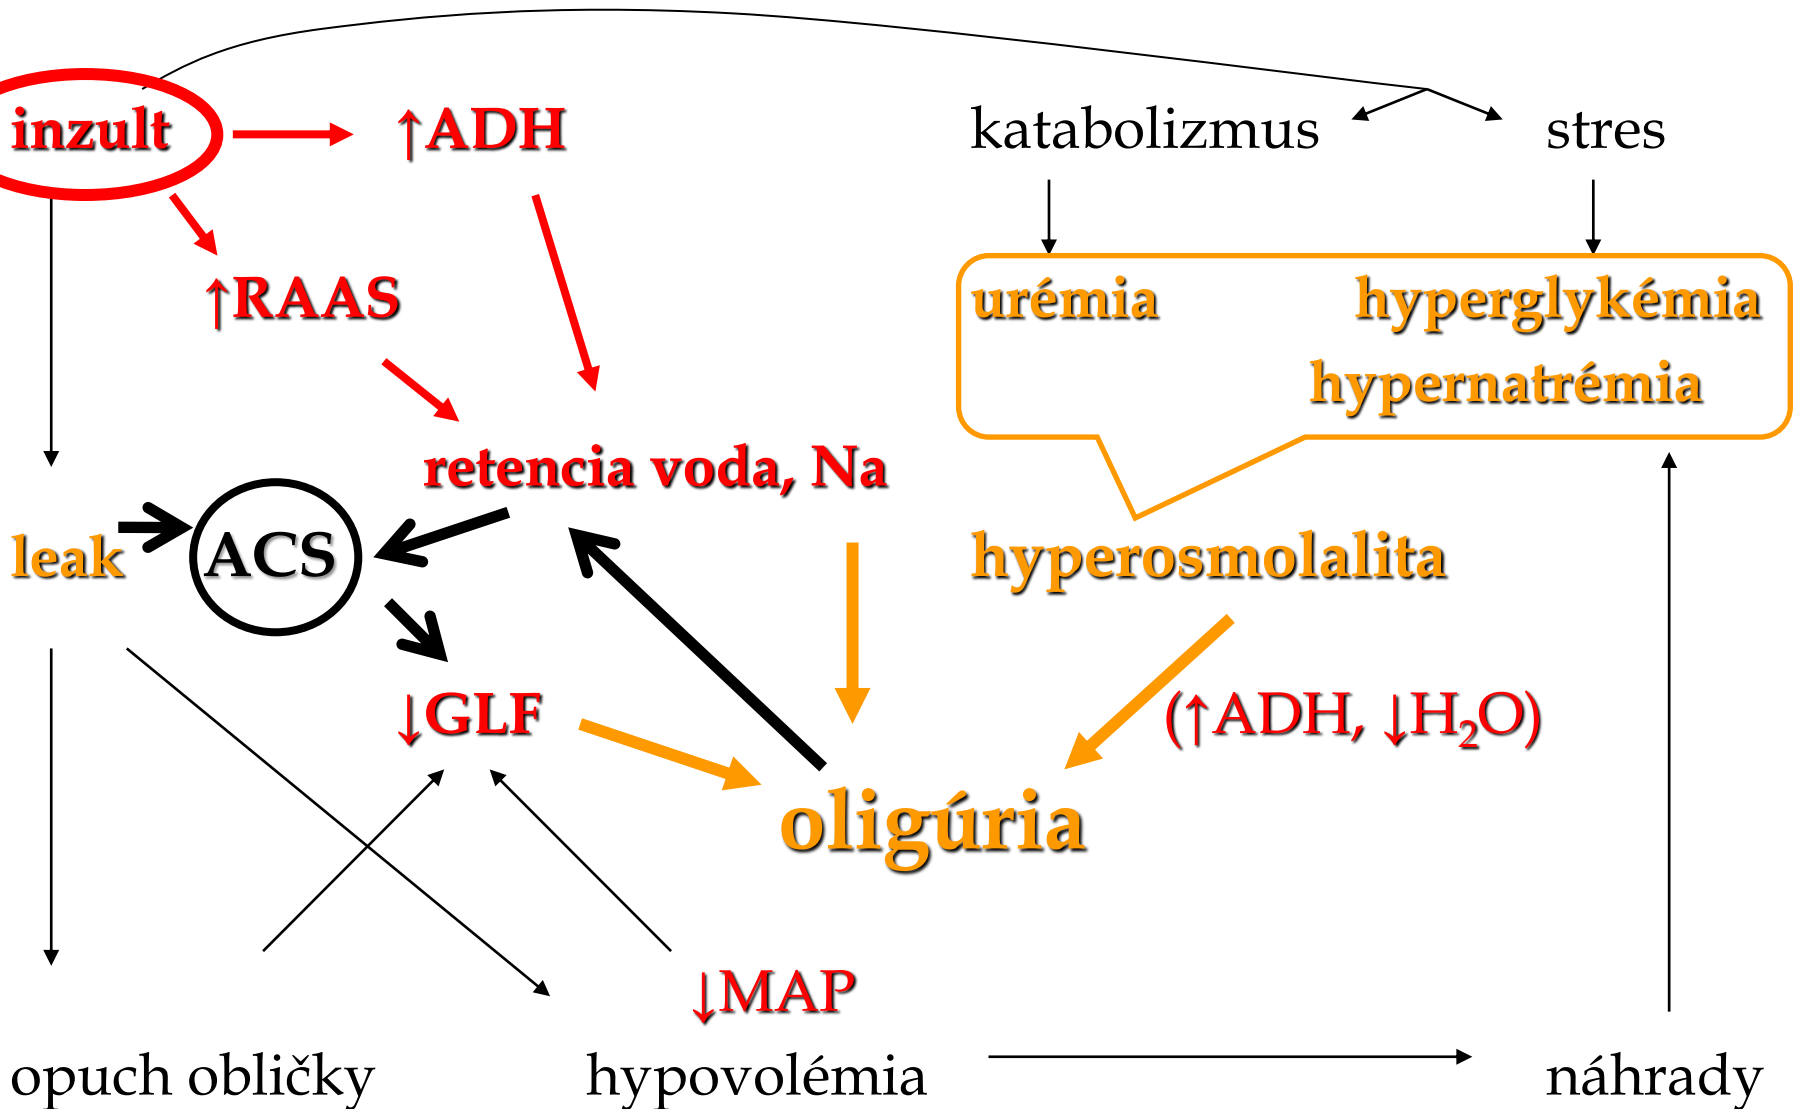 inzult
↑ADH
katabolizmus
stres
↑RAAS
urémia
hyperglykémia
hypernatrémia
retencia voda, Na
leak
ACS
hyperosmolalita
↓GLF
(↑ADH, ↓H₂O)
oligúria
↓MAP
opuch obličky
hypovolémia
náhrady